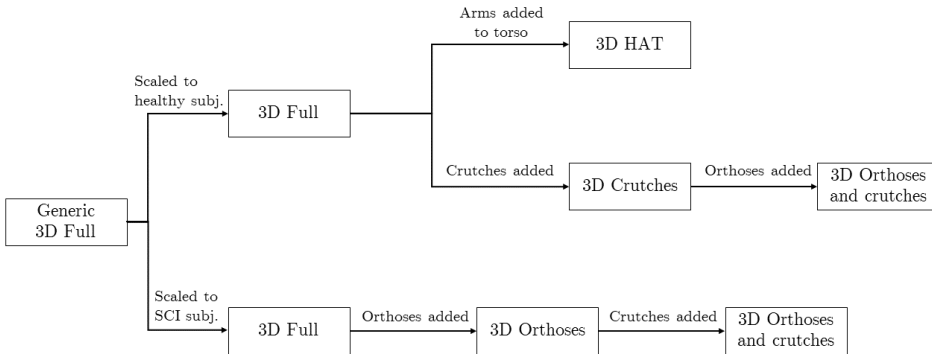 Arms added
to torso
3D HAT
Scaled to
healthy subj.
3D Full
Crutches added
3D Crutches
Orthoses added
3D Orthoses
and crutches
Generic
3D Full
Scaled to
SCI subj.
3D Full
Orthoses added
3D Orthoses
Crutches added
3D Orthoses
and crutches